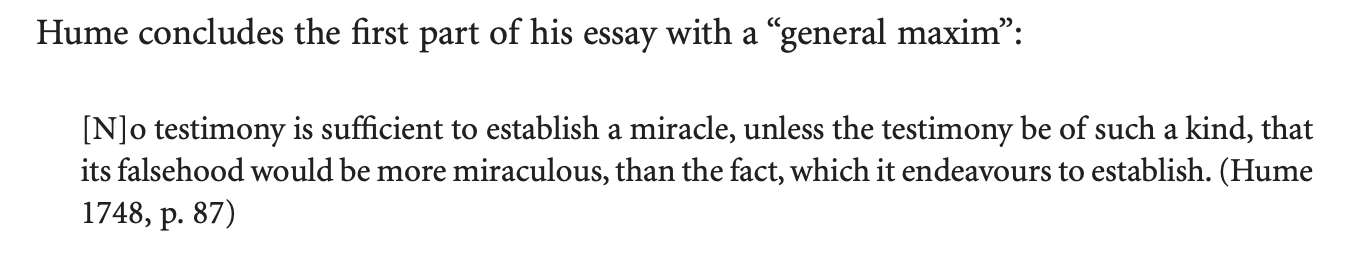 Hume concludes the first part of his essay with a “general maxim”:
[N]o testimony is sufficient to establish a miracle, unless the testimony be of such a kind, that
its falsehood would be more miraculous, than the fact, which it endeavours to establish. (Hume
1748, p. 87)